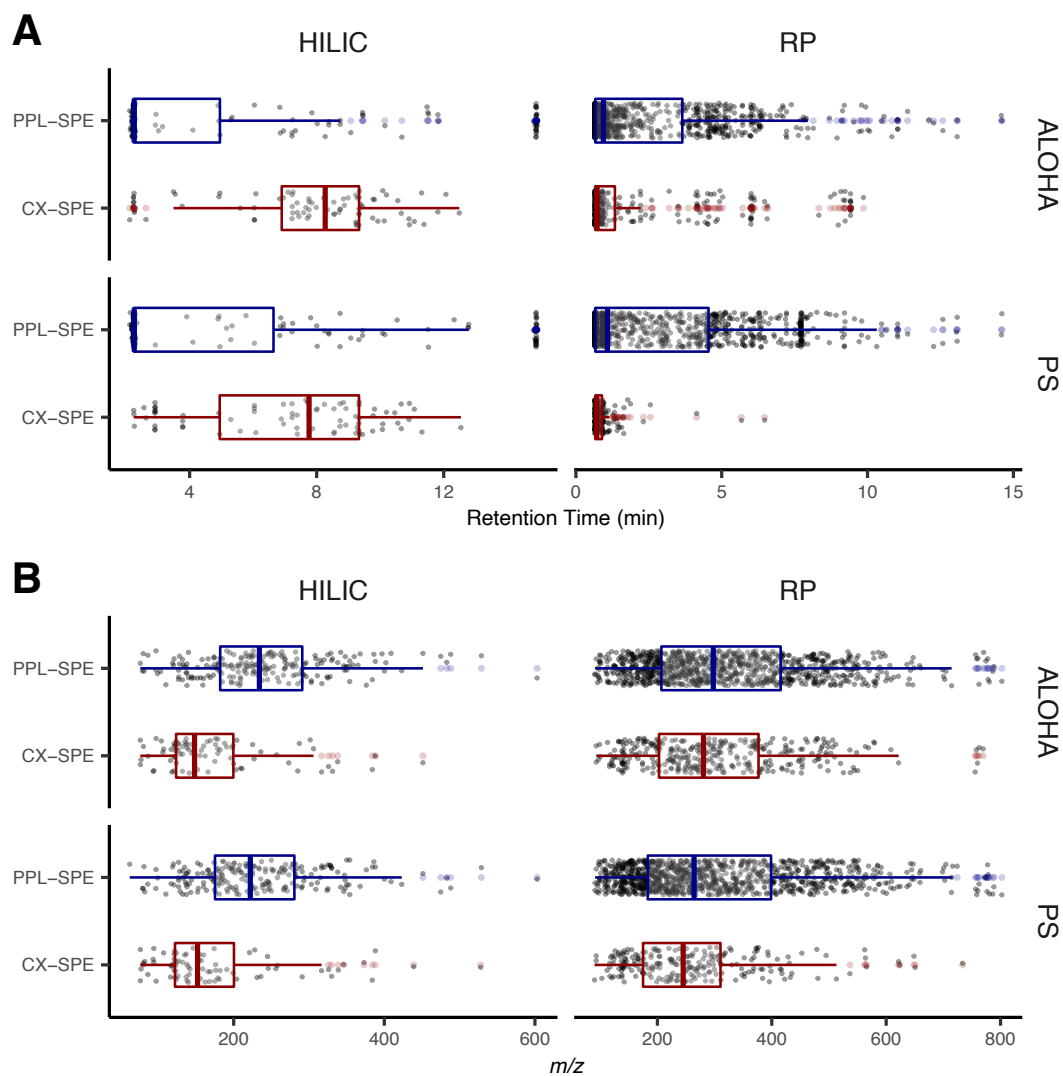 A
HILIC RP
PPL−SPE
CX−SPE
ALOHA
PPL−SPE
CX−SPE
PS
4 8 12 0 5 10 15
Retention Time (min)
B
HILIC RP
PPL−SPE
CX−SPE
ALOHA
PPL−SPE
CX−SPE
PS
200 400 600 200 400 600 800
m/z